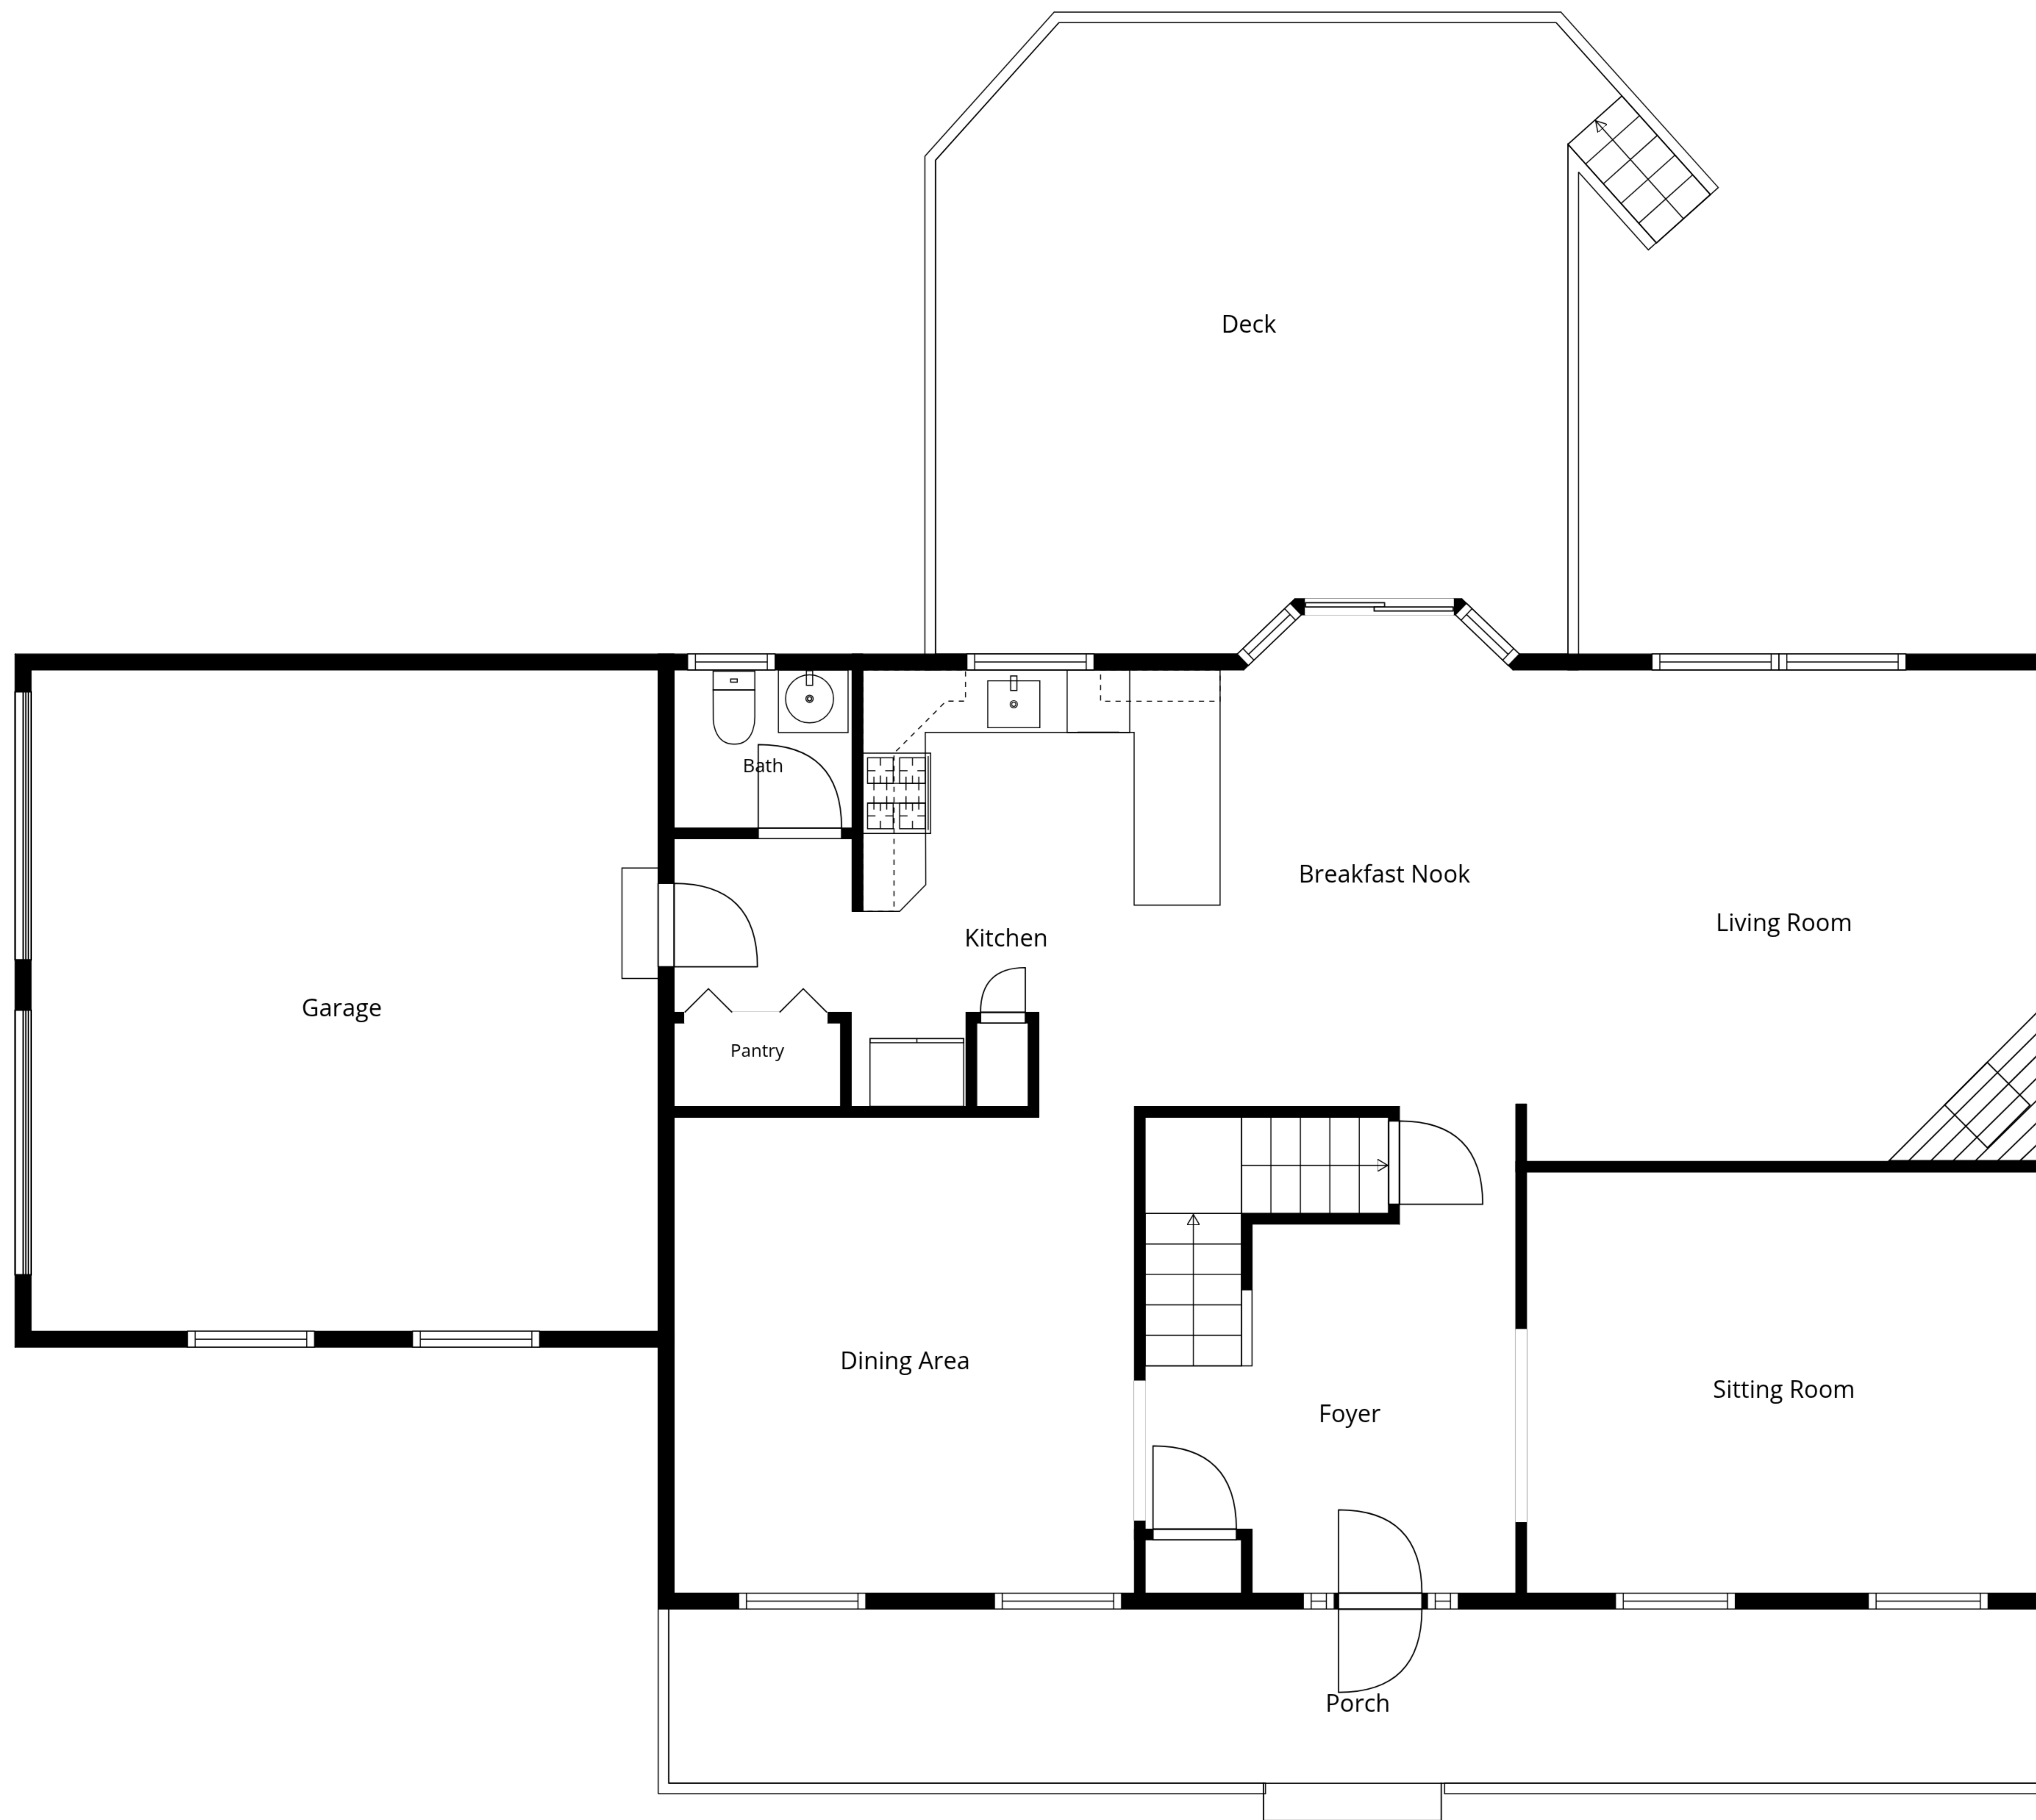 Deck
Bath
Breakfast Nook
Living Room
Kitchen
Garage
Pantry
Dining Area
Sitting Room
Foyer
Porch